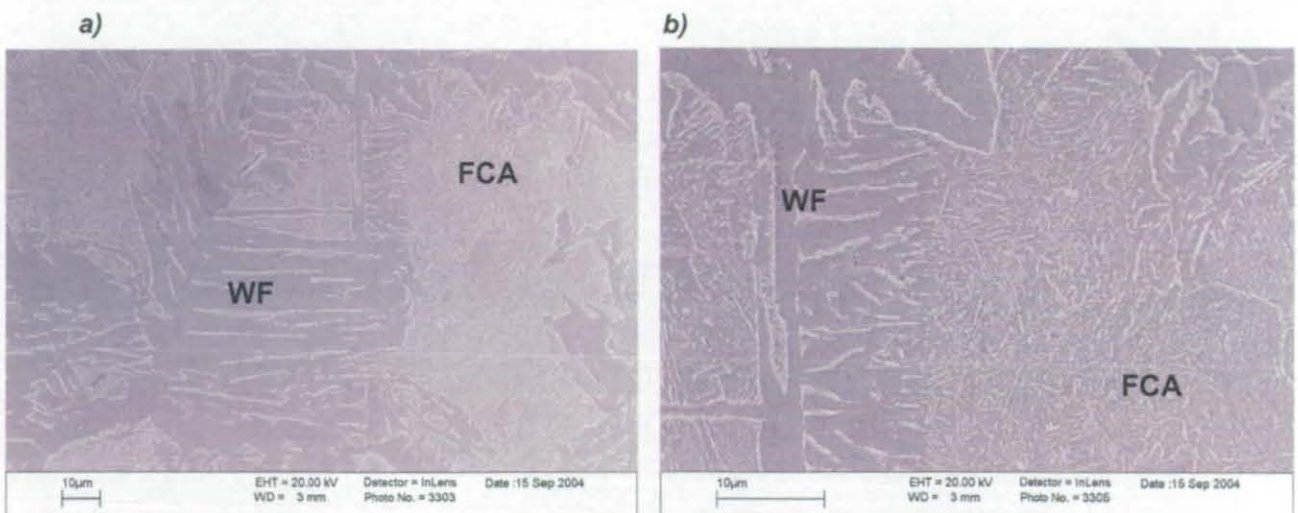 a) b)
FCA
WF
WF
FCA
10µm EHT = 20.00 kV Detector = InLens Date :15 Sep 2004
WD = 3 mm Photo No. = 3303
10µm EHT = 20.00 kV Detector = InLens Date :15 Sep 2004
WD = 3 mm Photo No. = 3305